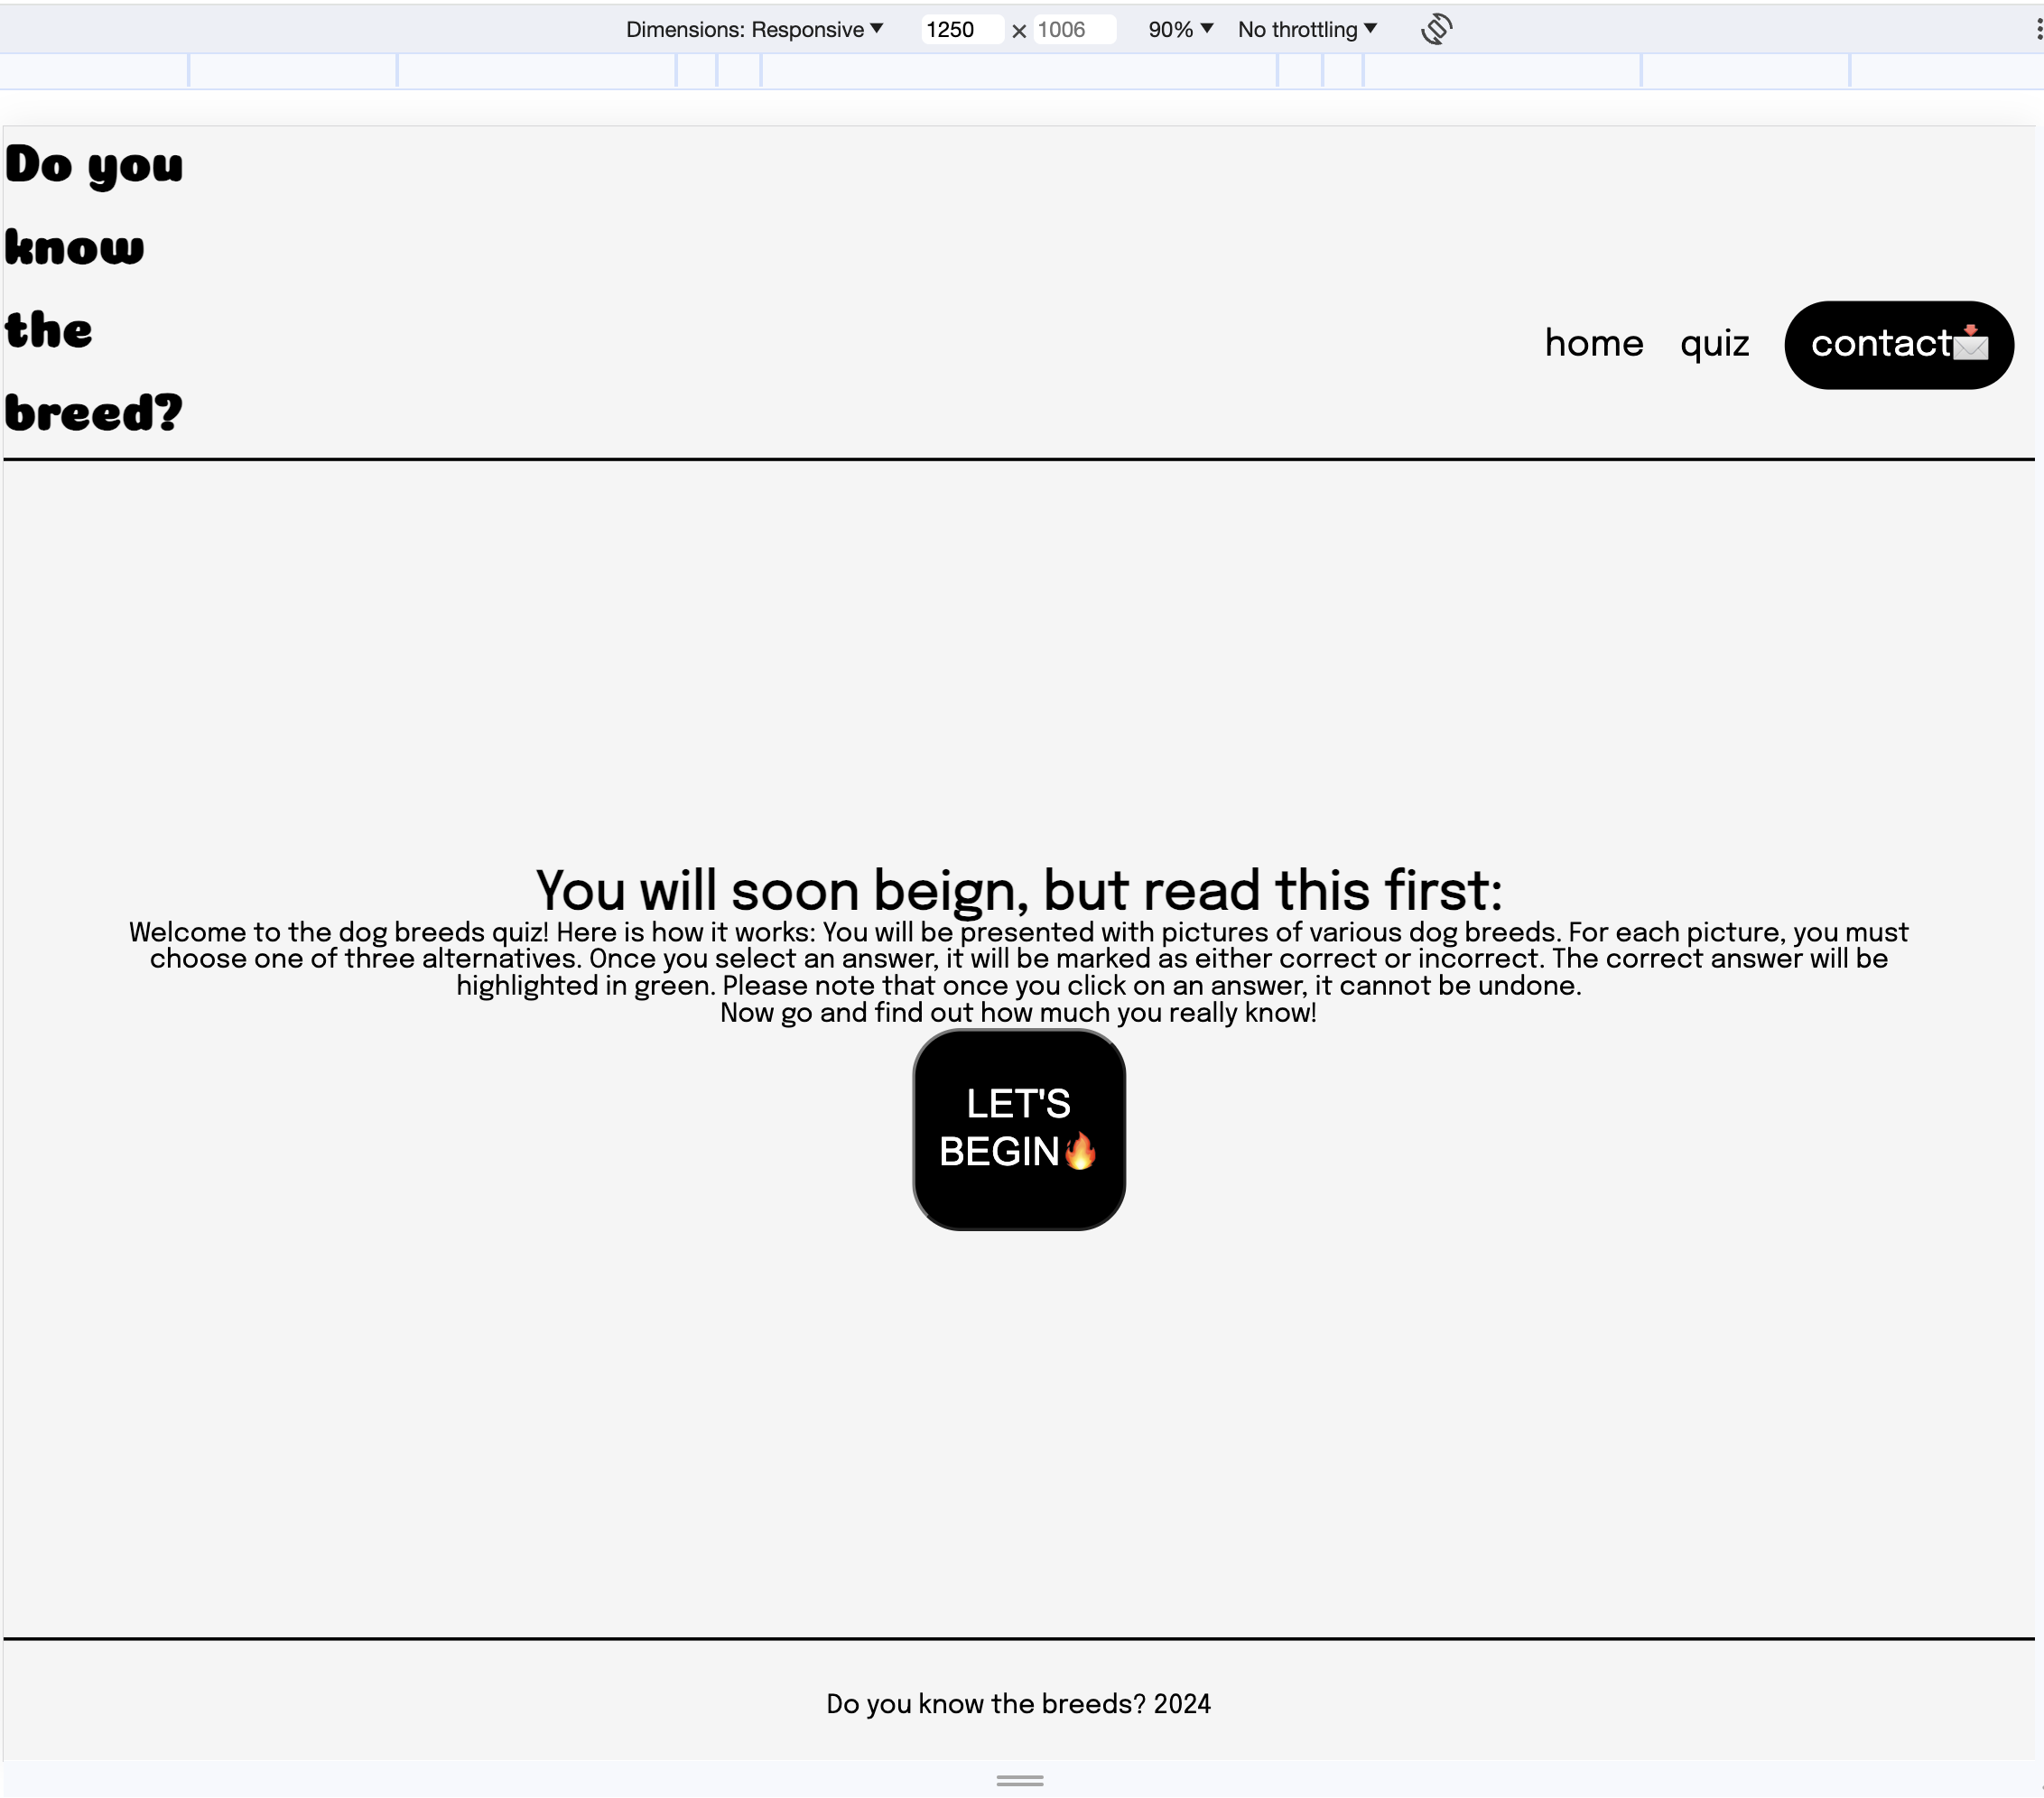 Dimensions: Responsive 1250 × 1006 90% No throttling
Do you
know
the
breed?
home quiz contact
You will soon beign, but read this first:
Welcome to the dog breeds quiz! Here is how it works: You will be presented with pictures of various dog breeds. For each picture, you must
choose one of three alternatives. Once you select an answer, it will be marked as either correct or incorrect. The correct answer will be
highlighted in green. Please note that once you click on an answer, it cannot be undone.
Now go and find out how much you really know!
LET'S
BEGIN🔥
Do you know the breeds? 2024